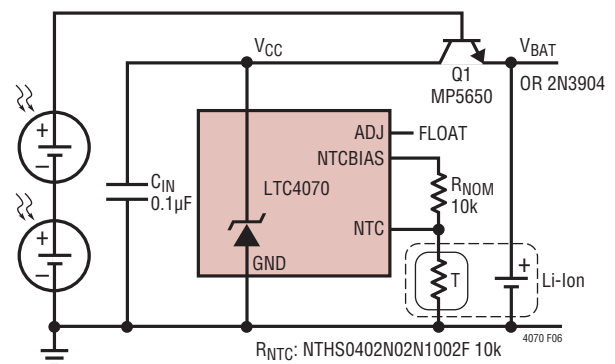 VCC
VBAT
Q1
MP5650
OR 2N3904
+
−
+
−
CIN
0.1µF
LTC4070
ADJ
FLOAT
NTCBIAS
RNOM
10k
NTC
GND
T
+
Li-Ion
4070 F06
RNTC: NTHS0402N02N1002F 10k